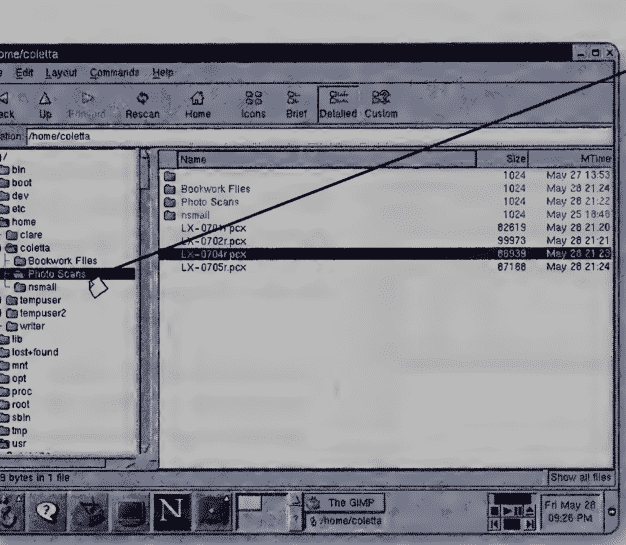 /home/coletta
Edit Layout Commands Help
Up Rescan Home Icons Brief Detailed Custom
/home/coletta
Name Size MTime
/
bin
boot
dev
etc
home
clare
coletta
Bookwork Files
Photo Scans
nsmail
tempuser
tempuser2
writer
lib
lost+found
mnt
opt
proc
root
sbin
tmp
usr
1024 May 27 13:53
Bookwork Files 1024 May 28 21:24
Photo Scans 1024 May 28 21:22
nsmail 1024 May 25 18:48
LX-0701r.pcx 82619 May 28 21:20
LX-0702r.pcx 99973 May 28 21:21
LX-0704r.pcx 88939 May 28 21:23
LX-0705r.pcx 87188 May 28 21:24
9 bytes in 1 file Show all files
N
The GIMP
/home/coletta
Fri May 28
09:26 PM